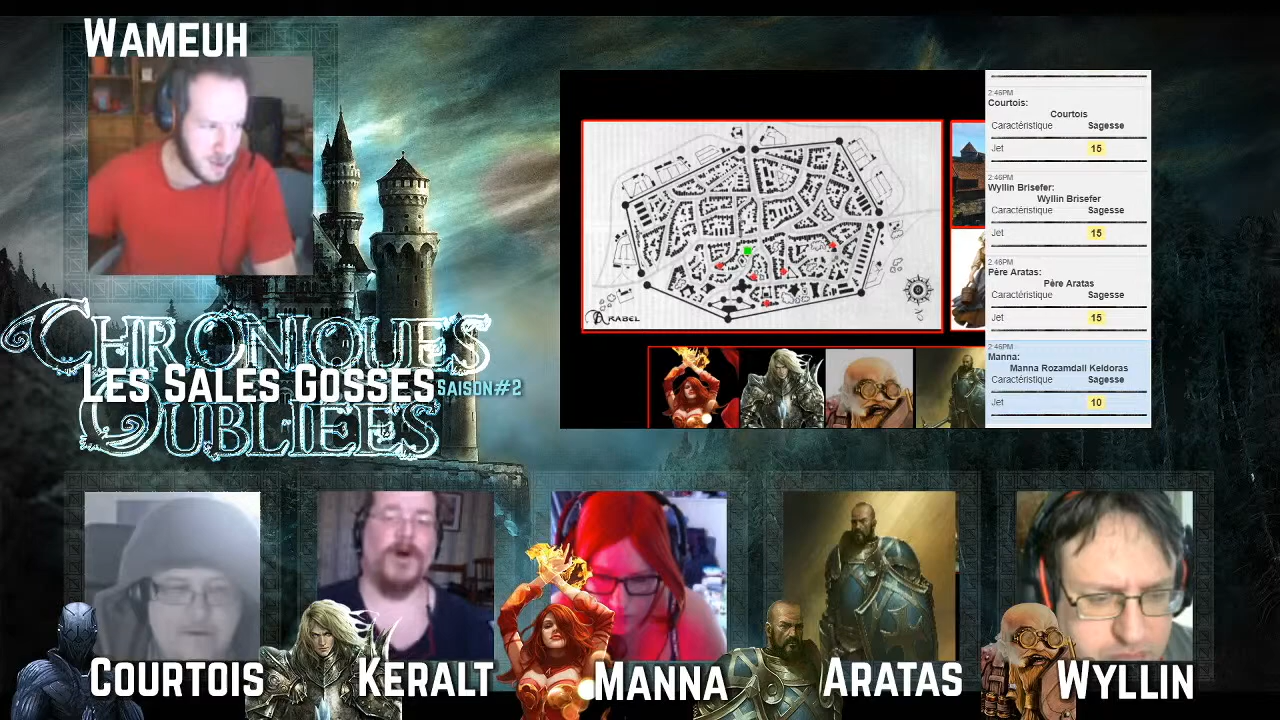 WAMEUH
2:46PM
Courtois:
Courtois
Caractéristique Sagesse
Jet 15
2:46PM
Wyllin Brisefer:
Wyllin Brisefer
Caractéristique Sagesse
Jet 15
2:46PM
Père Aratas:
Père Aratas
Caractéristique Sagesse
Jet 15
2:46PM
Manna:
Manna Rozamdall Keldoras
Caractéristique Sagesse
Jet 10
ARABEL
CHRONIQUES
LES SALES GOSSES SAISON#2
OUBLIÉES
COURTOIS
KERALT
MANNA
ARATAS
WYLLIN